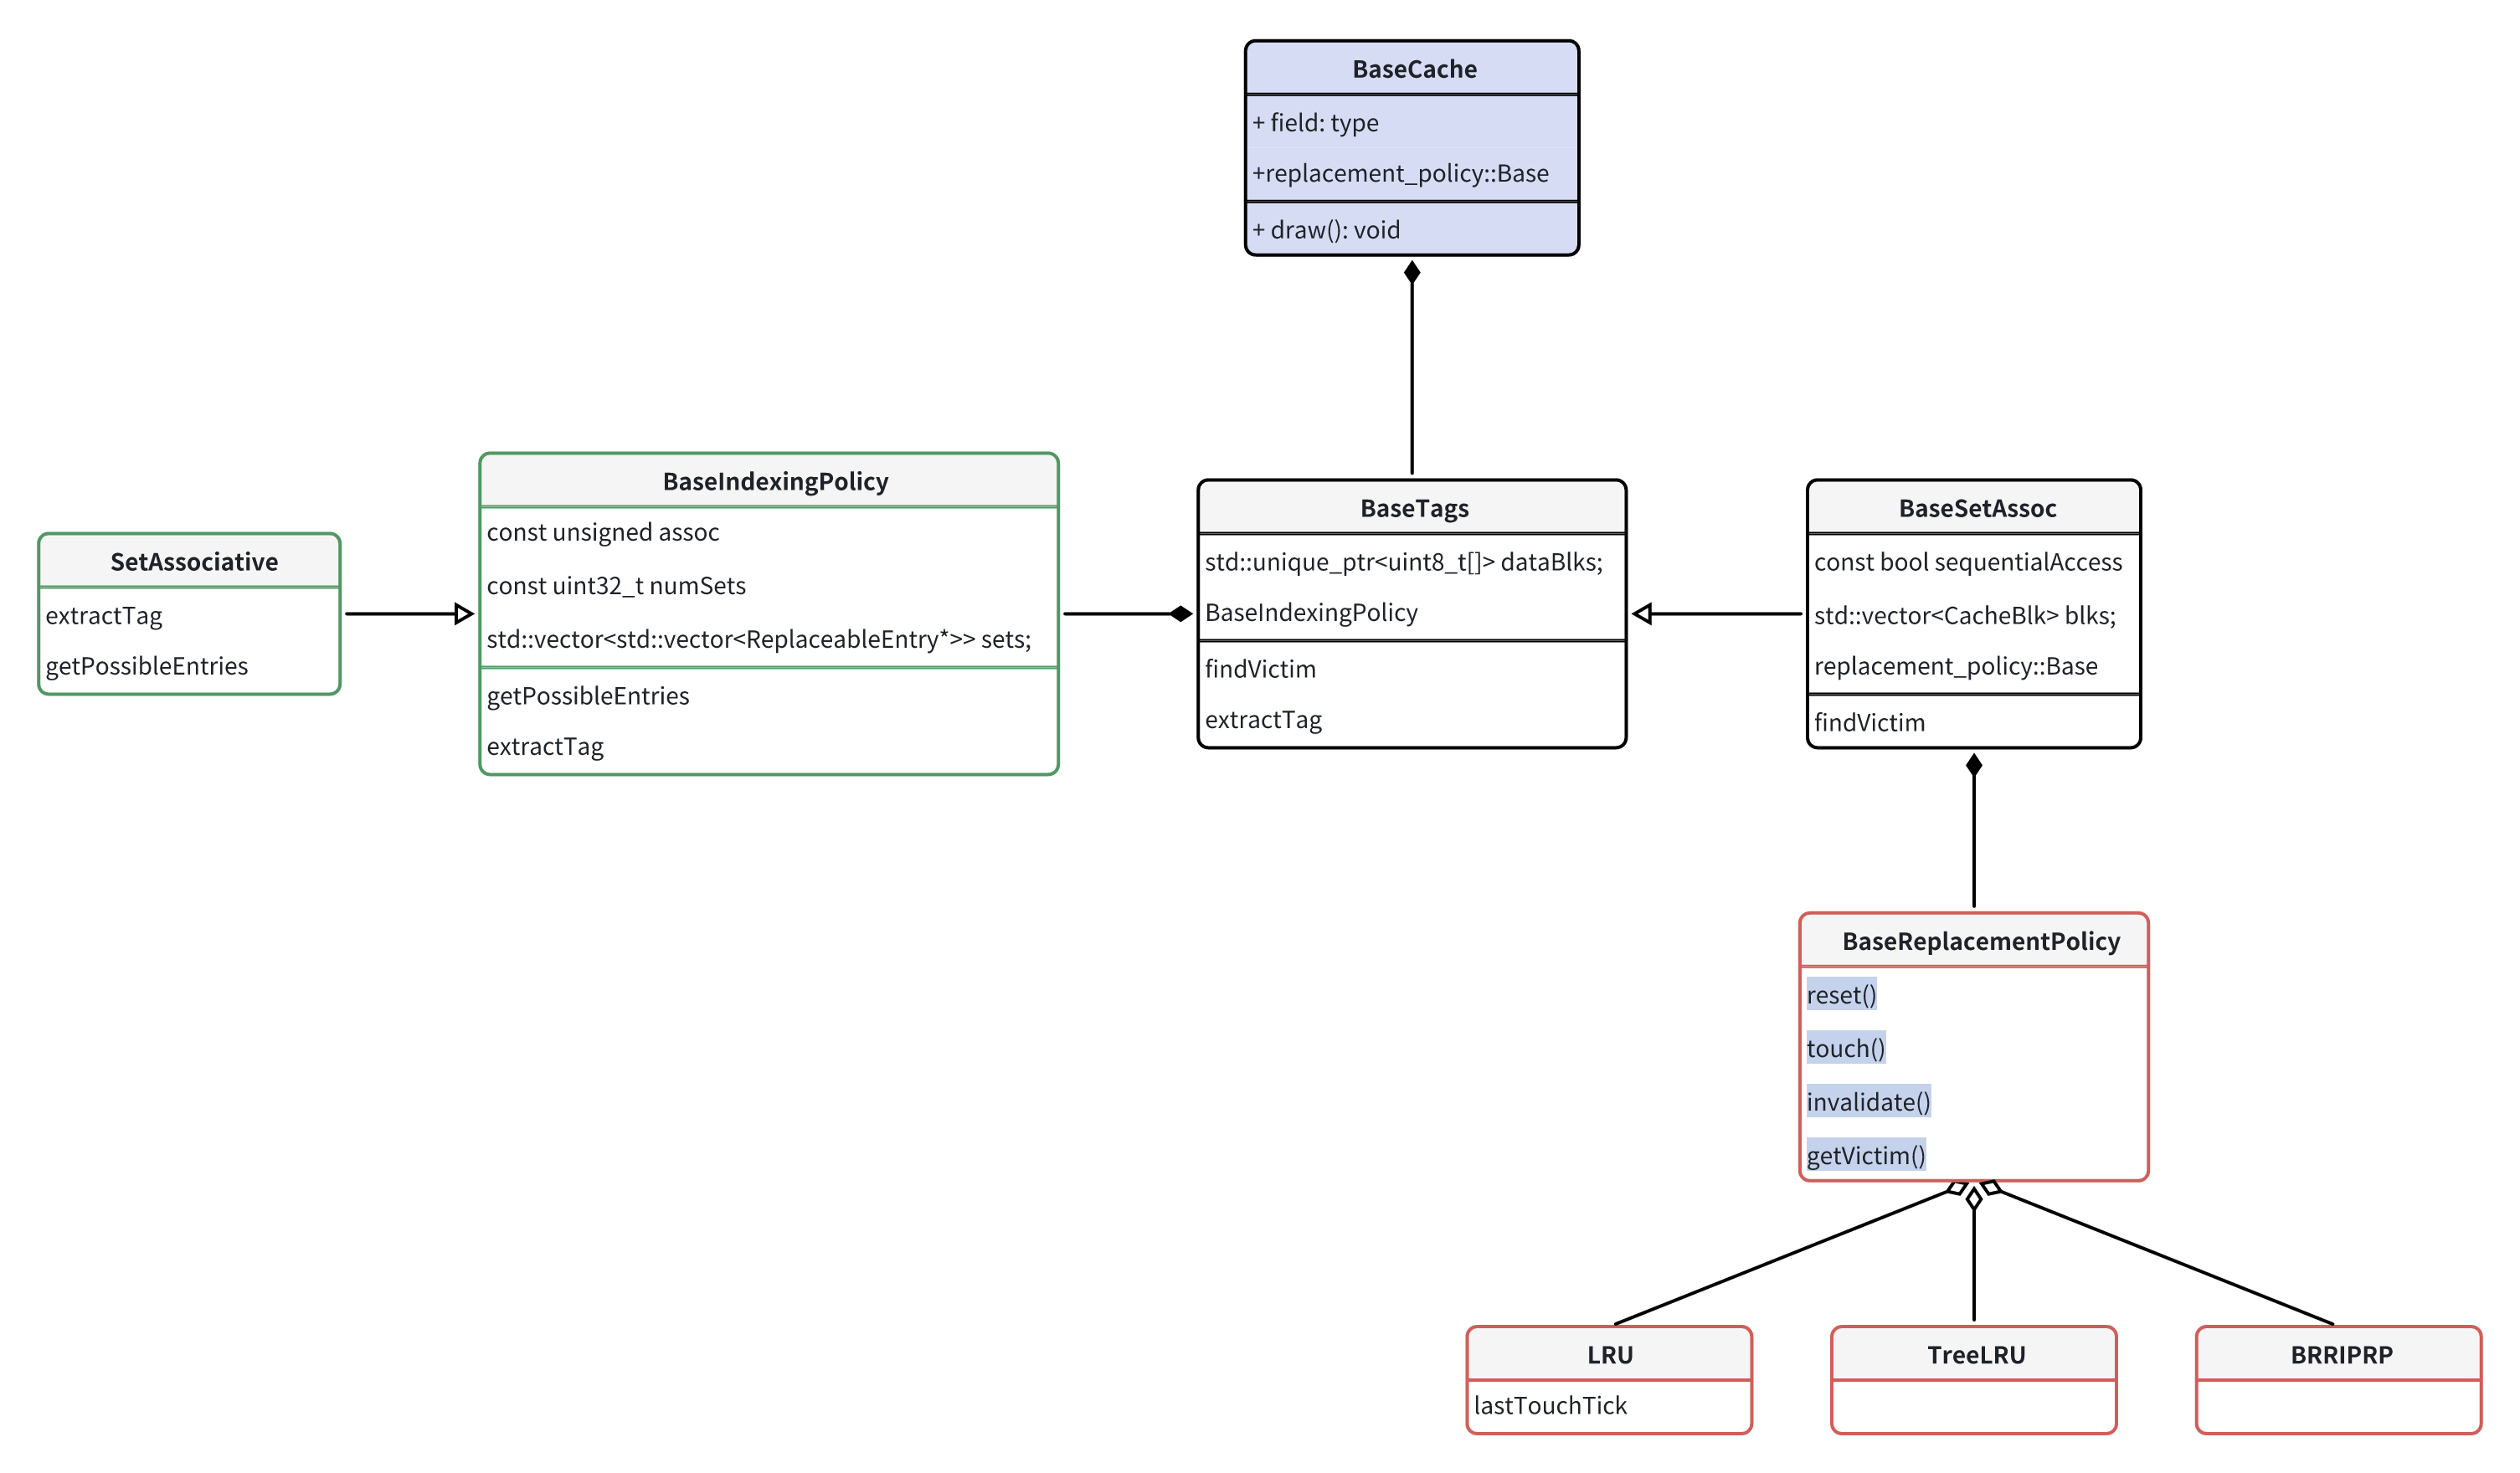 BaseCache
+ field: type
+replacement_policy::Base
+ draw(): void
SetAssociative
extractTag
getPossibleEntries
BaseIndexingPolicy
const unsigned assoc
const uint32_t numSets
std::vector<std::vector<ReplaceableEntry*>> sets;
getPossibleEntries
extractTag
BaseTags
std::unique_ptr<uint8_t[]> dataBlks;
BaseIndexingPolicy
findVictim
extractTag
BaseSetAssoc
const bool sequentialAccess
std::vector<CacheBlk> blks;
replacement_policy::Base
findVictim
BaseReplacementPolicy
reset()
touch()
invalidate()
getVictim()
LRU
lastTouchTick
TreeLRU
BRRIPRP